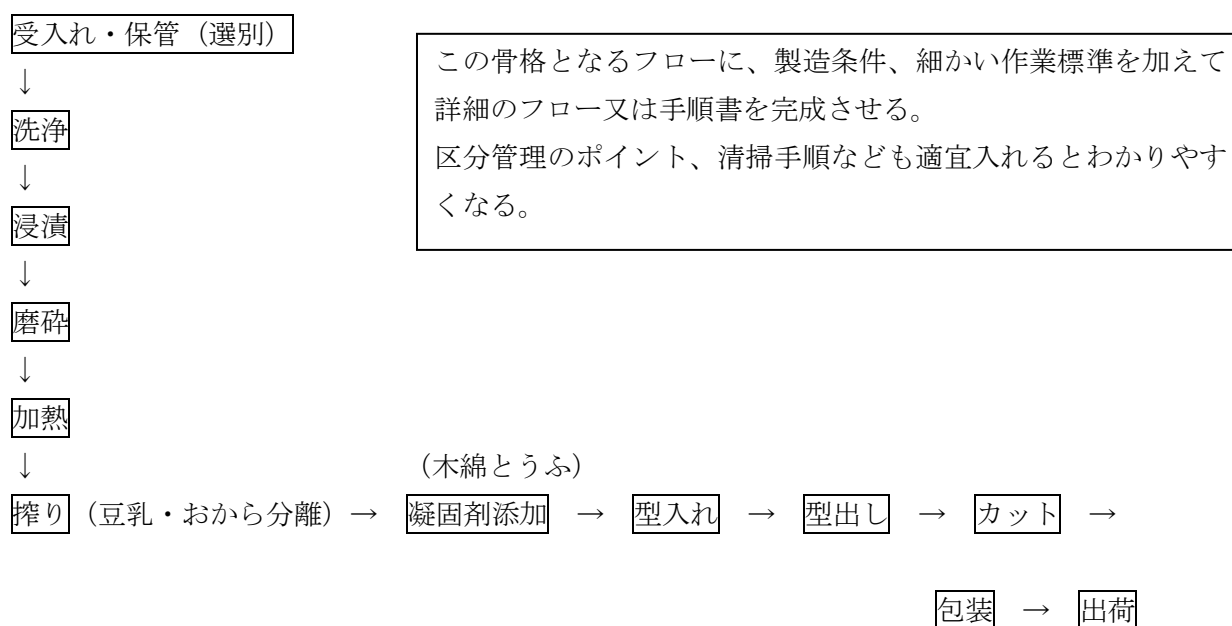 受入れ・保管（選別）
↓
洗浄
↓
浸漬
↓
磨砕
↓
加熱
↓
（木綿とうふ）
搾り（豆乳・おから分離）→ 凝固剤添加 → 型入れ → 型出し → カット →
包装 → 出荷
この骨格となるフローに、製造条件、細かい作業標準を加えて
詳細のフロー又は手順書を完成させる。
区分管理のポイント、清掃手順なども適宜入れるとわかりやす
くなる。